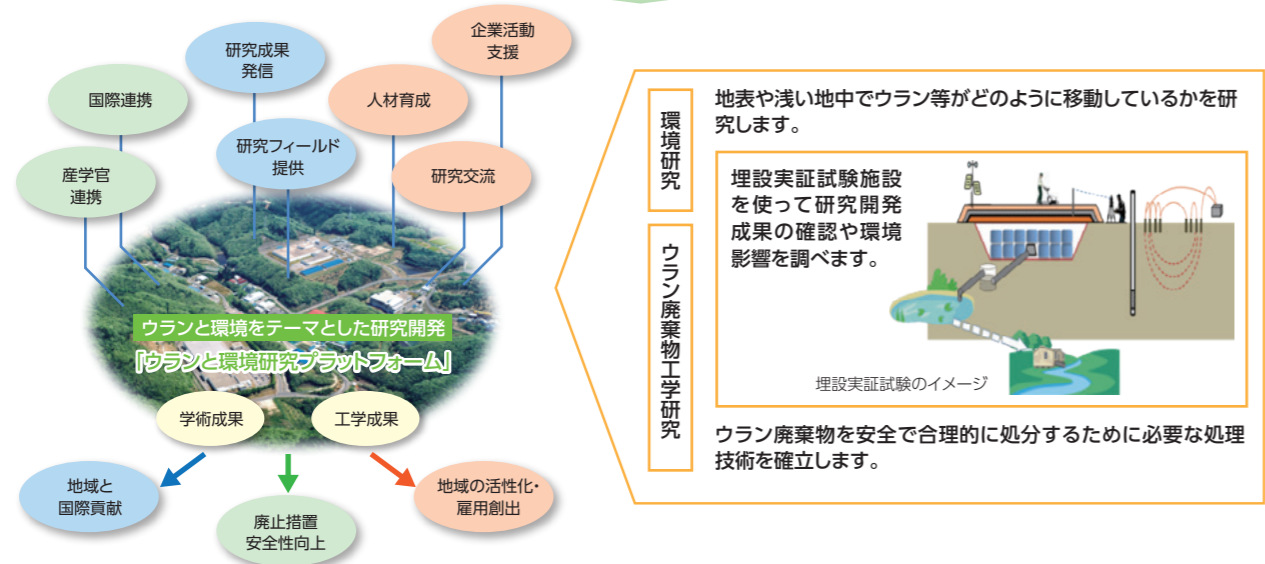 企業活動
支援
研究成果
発信
国際連携
人材育成
研究フィールド
提供
産学官
連携
研究交流
ウランと環境をテーマとした研究開発
「ウランと環境研究プラットフォーム」
学術成果
工学成果
地域と
国際貢献
廃止措置
安全性向上
地域の活性化・
雇用創出
環境研究
地表や浅い地中でウラン等がどのように移動しているかを研
究します。
埋設実証試験施設
を使って研究開発
成果の確認や環境
影響を調べます。
埋設実証試験のイメージ
ウラン廃棄物工学研究
ウラン廃棄物を安全で合理的に処分するために必要な処理
技術を確立します。